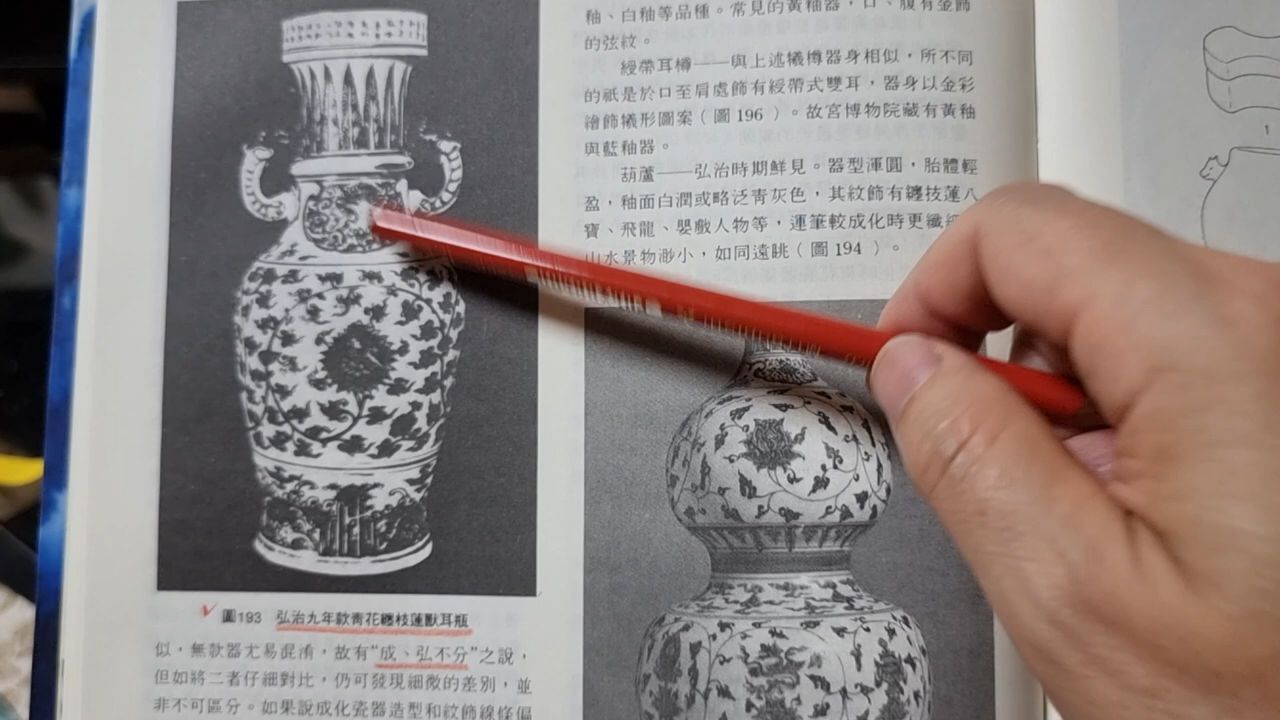 圖193 弘治九年款青花纏枝蓮獸耳瓶
似，無款器尤易混淆，故有“成、弘不分”之說，
但如將二者仔細對比，仍可發現細微的差別，並
非不可區分。如果說成化瓷器造型和紋飾線條偏
釉、白釉等品種。常見的黃釉器，口、腹有金飾
的弦紋。
綬帶耳樽——與上述犧樽器身相似，所不同
的祇是於口至肩處飾有綬帶式雙耳，器身以金彩
繪飾犧形圖案（圖196）。故宮博物院藏有黃釉
與藍釉器。
葫蘆——弘治時期鮮見。器型渾圓，胎體輕
盈，釉面白潤或略泛青灰色，其紋飾有纏枝蓮八
寶、飛龍、嬰戲人物等，運筆較成化時更纖
山水景物渺小，如同遠眺（圖194）。
1